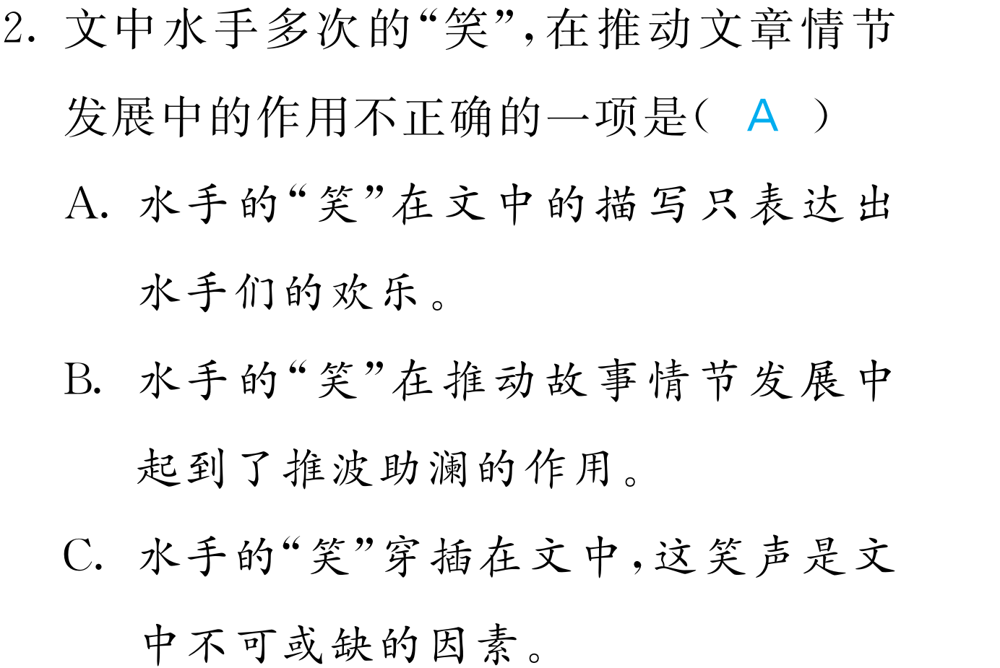 2. 文中水手多次的“笑”,在推动文章情节
发展中的作用不正确的一项是( A )
A. 水手的“笑”在文中的描写只表达出
水手们的欢乐。
B. 水手的“笑”在推动故事情节发展中
起到了推波助澜的作用。
C. 水手的“笑”穿插在文中,这笑声是文
中不可或缺的因素。